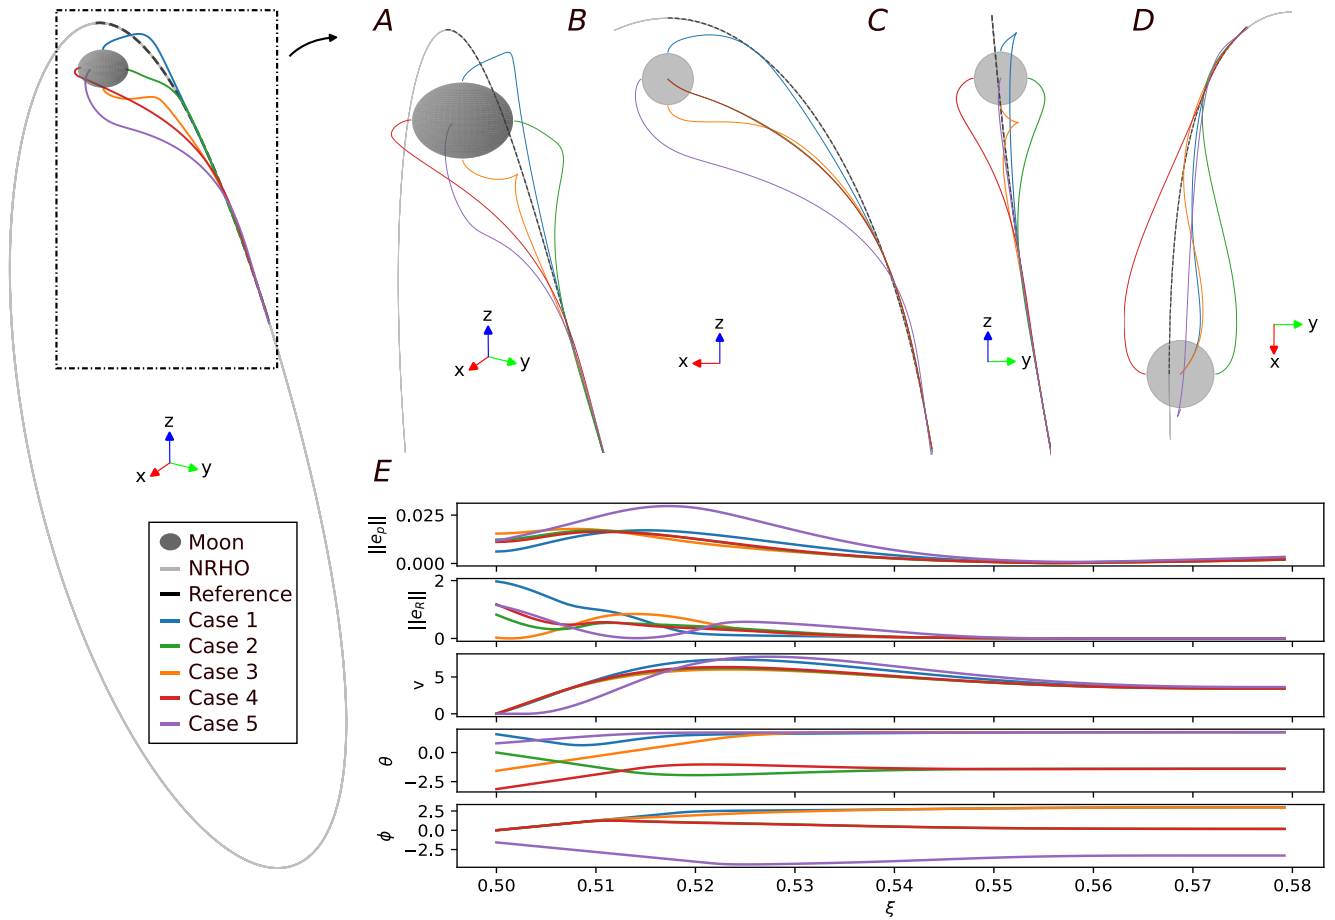 A
B
C
D
z
x
y
z
x
y
z
x
z
y
y
x
Moon
NRHO
Reference
Case 1
Case 2
Case 3
Case 4
Case 5
E
||e_p||
0.025
0.000
||e_R||
2
0
v
5
0
θ
0.0
−2.5
ϕ
2.5
0.0
−2.5
0.50 0.51 0.52 0.53 0.54 0.55 0.56 0.57 0.58
ξ